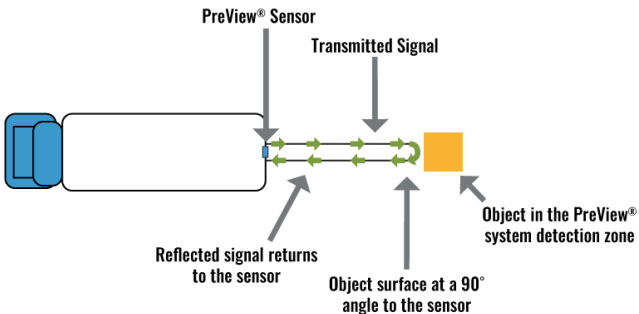 PreView® Sensor
Transmitted Signal
Object in the PreView®
system detection zone
Reflected signal returns
to the sensor
Object surface at a 90°
angle to the sensor